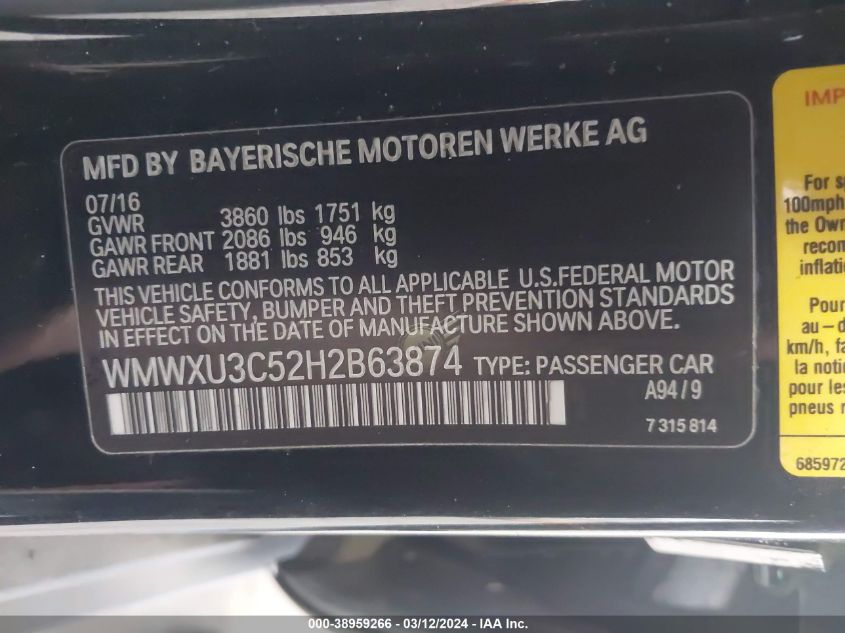 MFD BY BAYERISCHE MOTOREN WERKE AG
07/16
GVWR 3860 lbs 1751 kg
GAWR FRONT 2086 lbs 946 kg
GAWR REAR 1881 lbs 853 kg
THIS VEHICLE CONFORMS TO ALL APPLICABLE U.S.FEDERAL MOTOR
VEHICLE SAFETY, BUMPER AND THEFT PREVENTION STANDARDS
IN EFFECT ON THE DATE OF MANUFACTURE SHOWN ABOVE.
WMWXU3C52H2B63874 TYPE: PASSENGER CAR
A94/9
7 315 814
IMP
For s
100mph
the Own
recon
inflati
Pour
au-d
km/h, fa
la noti
pour les
pneus r
685972
*** 38959266 - 03/12/2024 - IAA Inc.